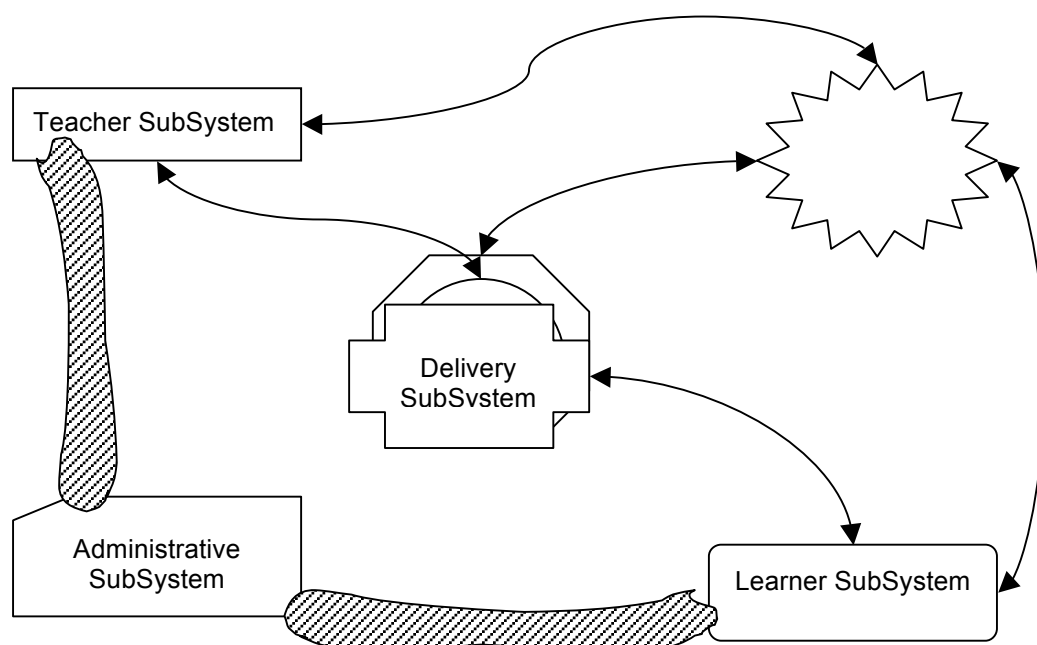 Teacher SubSystem
Delivery
SubSvstem
Administrative
SubSystem
Learner SubSystem